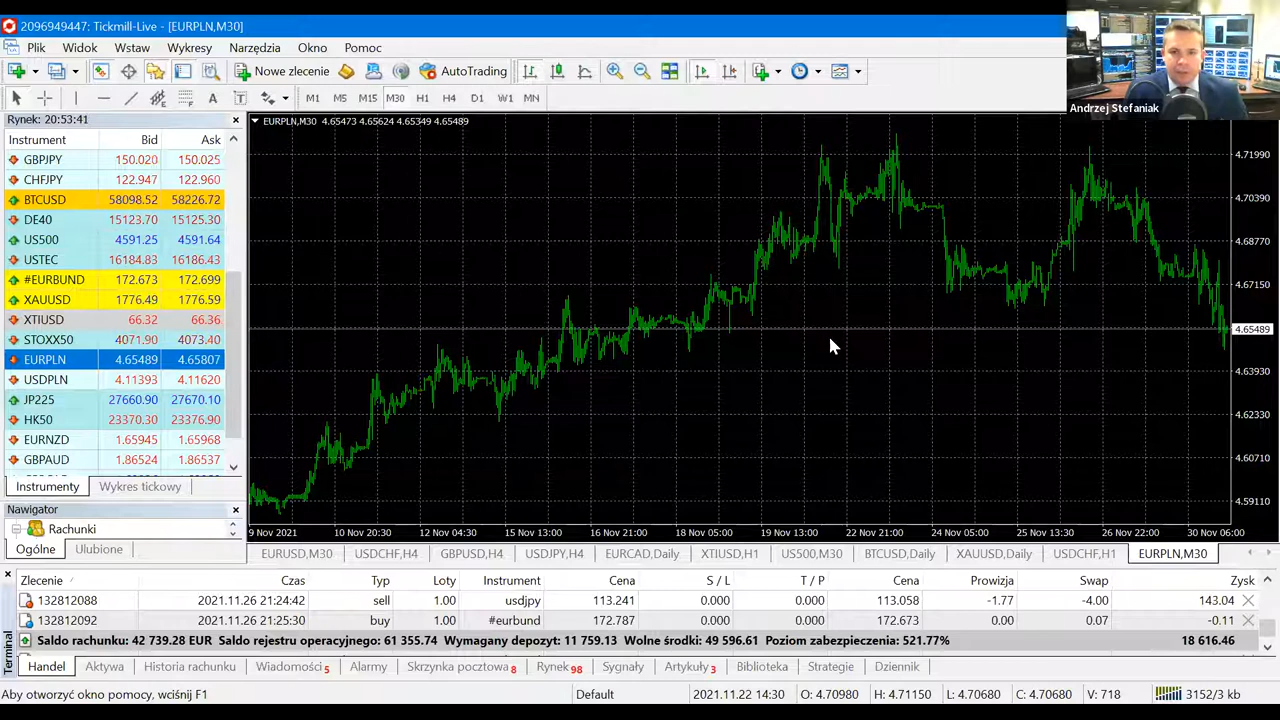 2096949447: Tickmill-Live - [EURPLN,M30]
Plik Widok Wstaw Wykresy Narzędzia Okno Pomoc
Nowe zlecenie AutoTrading
Andrzej Stefaniak
A T M1 M5 M15 M30 H1 H4 D1 W1 MN
Rynek: 20:53:41
EURPLN,M30 4.65473 4.65624 4.65349 4.65489
Instrument Bid Ask
GBPJPY 150.020 150.025
CHFJPY 122.947 122.960
BTCUSD 58098.52 58226.72
DE40 15123.70 15125.30
US500 4591.25 4591.64
USTEC 16184.83 16186.43
#EURBUND 172.673 172.699
XAUUSD 1776.49 1776.59
XTIUSD 66.32 66.36
STOXX50 4071.90 4073.40
EURPLN 4.65489 4.65807
USDPLN 4.11393 4.11620
JP225 27660.90 27670.10
HK50 23370.30 23376.90
EURNZD 1.65945 1.65968
GBPAUD 1.86524 1.86537
Instrumenty Wykres tickowy
4.71990
4.70390
4.68770
4.67150
4.65489
4.63930
4.62330
4.60710
4.59110
9 Nov 2021 10 Nov 20:30 12 Nov 04:30 15 Nov 13:00 16 Nov 21:00 18 Nov 05:00 19 Nov 13:00 22 Nov 21:00 24 Nov 05:00 25 Nov 13:00 26 Nov 22:00 30 Nov 06:00
Nawigator
Rachunki
Ogólne Ulubione
EURUSD,M30 USDCHF,H4 GBPUSD,H4 USDJPY,H4 EURCAD,Daily XTIUSD,H1 US500,M30 BTCUSD,Daily XAUUSD,Daily USDCHF,H1 EURPLN,M30
Zlecenie Czas Typ Loty Instrument Cena S / L T / P Cena Prowizja Swap Zysk
132812088 2021.11.26 21:24:42 sell 1.00 usdjpy 113.241 0.000 0.000 113.058 -1.77 -4.00 143.04
132812092 2021.11.26 21:25:30 buy 1.00 #eurbund 172.787 0.000 0.000 172.673 0.00 0.07 -0.11
Saldo rachunku: 42 739.28 EUR Saldo rejestru operacyjnego: 61 355.74 Wymagany depozyt: 11 759.13 Wolne środki: 49 596.61 Poziom zabezpieczenia: 521.77% 18 616.46
Terminal
Handel Aktywa Historia rachunku Wiadomości 5 Alarmy Skrzynka pocztowa 8 Rynek 98 Sygnały Artykuły 3 Biblioteka Strategie Dziennik
Aby otworzyć okno pomocy, wciśnij F1 Default 2021.11.22 14:30 O: 4.70980 H: 4.71150 L: 4.70680 C: 4.70680 V: 718 3152/3 kb